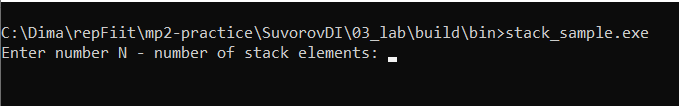 C:\Dima\repFiit\mp2-practice\SuvorovDI\03_lab\build\bin>stack_sample.exe
Enter number N - number of stack elements: